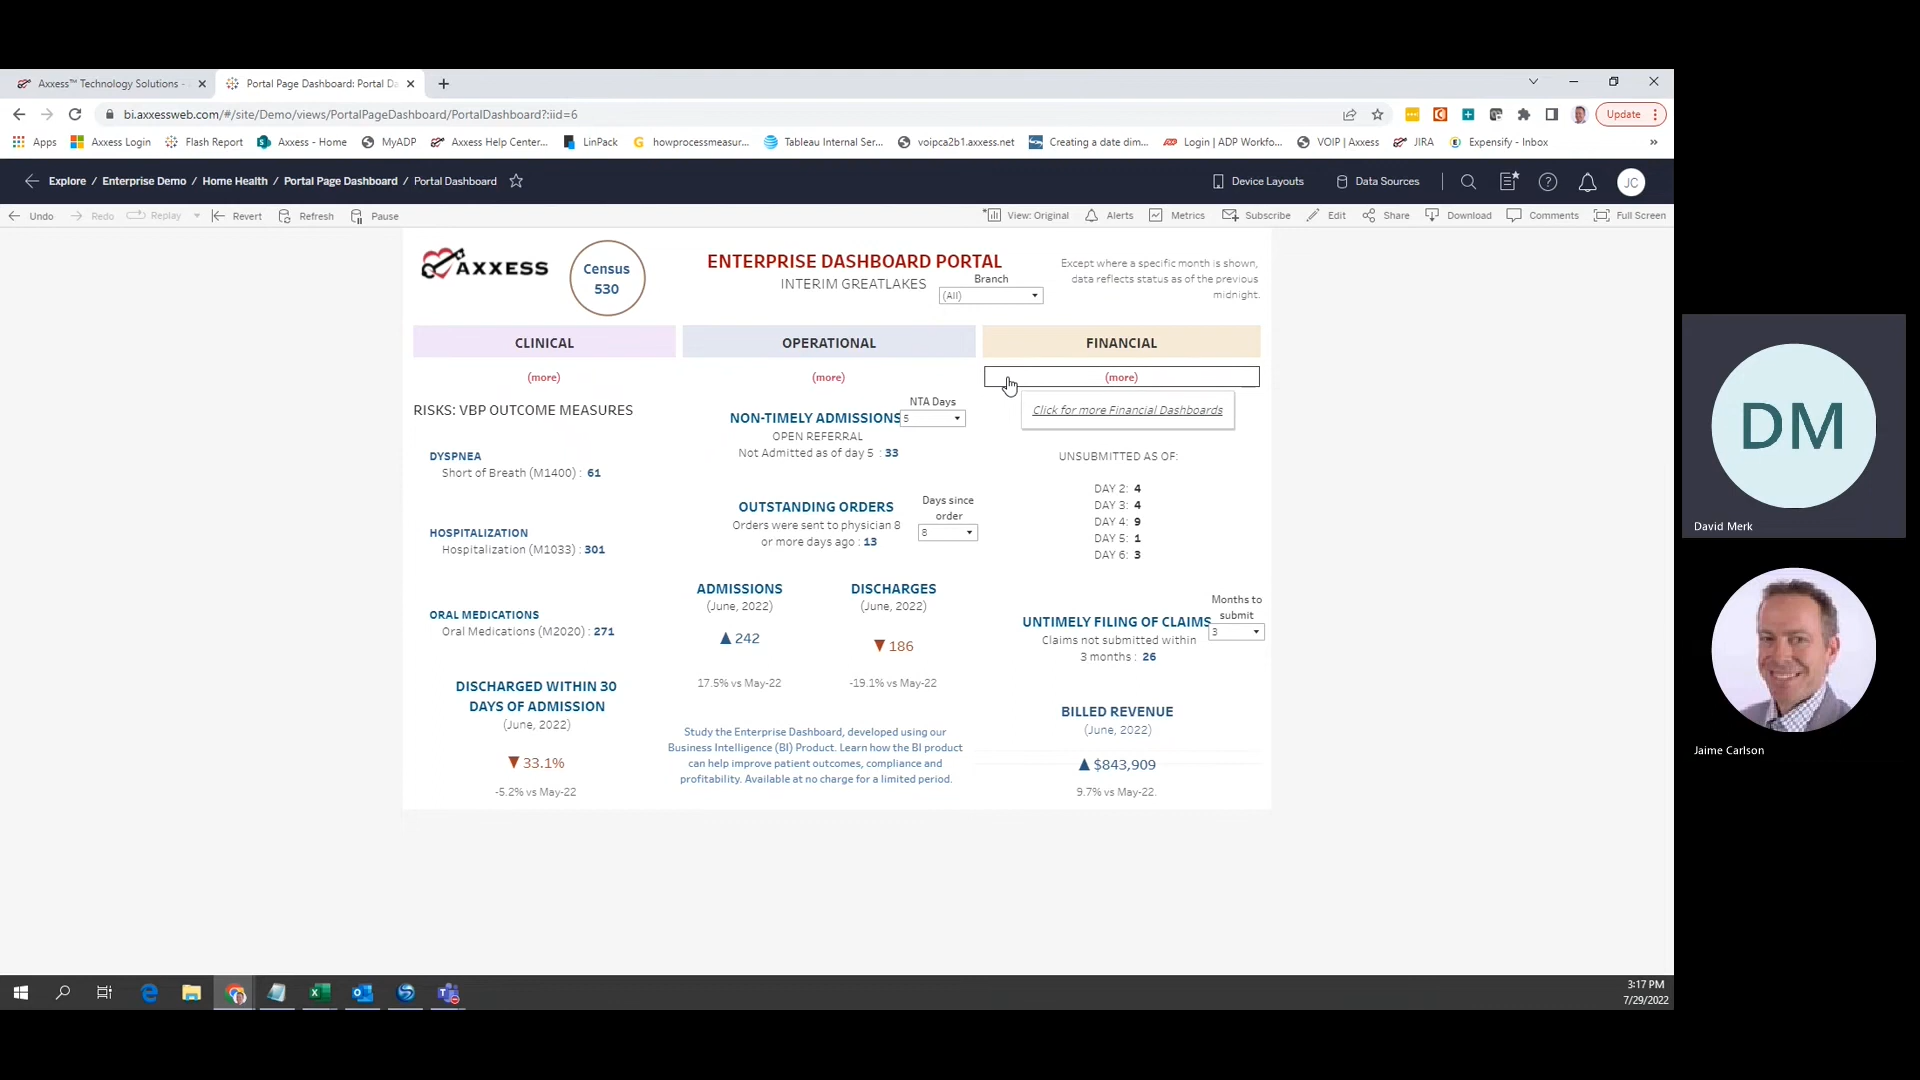 Axxess™ Technology Solutions -
Portal Page Dashboard: Portal Da
bi.axxessweb.com/#/site/Demo/views/PortalPageDashboard/PortalDashboard?:iid=6
Update
Apps
Axxess Login
Flash Report
Axxess - Home
MyADP
Axxess Help Center...
LinPack
howprocessmeasur...
Tableau Internal Ser...
voipca2b1.axxess.net
Creating a date dim...
Login | ADP Workfo...
VOIP | Axxess
JIRA
Expensify - Inbox
Explore / Enterprise Demo / Home Health / Portal Page Dashboard / Portal Dashboard
Device Layouts
Data Sources
JC
Undo
Redo
Replay
Revert
Refresh
Pause
View: Original
Alerts
Metrics
Subscribe
Edit
Share
Download
Comments
Full Screen
AXXESS
Census
530
ENTERPRISE DASHBOARD PORTAL
INTERIM GREATLAKES
Branch
(All)
Except where a specific month is shown,
data reflects status as of the previous
midnight.
CLINICAL
(more)
RISKS: VBP OUTCOME MEASURES
DYSPNEA
Short of Breath (M1400) : 61
HOSPITALIZATION
Hospitalization (M1033) : 301
ORAL MEDICATIONS
Oral Medications (M2020) : 271
DISCHARGED WITHIN 30
DAYS OF ADMISSION
(June, 2022)
▼ 33.1%
-5.2% vs May-22
OPERATIONAL
(more)
NTA Days
5
NON-TIMELY ADMISSIONS
OPEN REFERRAL
Not Admitted as of day 5 : 33
OUTSTANDING ORDERS
Orders were sent to physician 8
or more days ago : 13
Days since
order
8
ADMISSIONS
(June, 2022)
▲ 242
17.5% vs May-22
DISCHARGES
(June, 2022)
▼ 186
-19.1% vs May-22
Study the Enterprise Dashboard, developed using our
Business Intelligence (BI) Product. Learn how the BI product
can help improve patient outcomes, compliance and
profitability. Available at no charge for a limited period.
FINANCIAL
(more)
Click for more Financial Dashboards
UNSUBMITTED AS OF:
DAY 2: 4
DAY 3: 4
DAY 4: 9
DAY 5: 1
DAY 6: 3
Months to
submit
3
UNTIMELY FILING OF CLAIMS
Claims not submitted within
3 months : 26
BILLED REVENUE
(June, 2022)
▲ $843,909
9.7% vs May-22.
DM
David Merk
Jaime Carlson
3:17 PM
7/29/2022